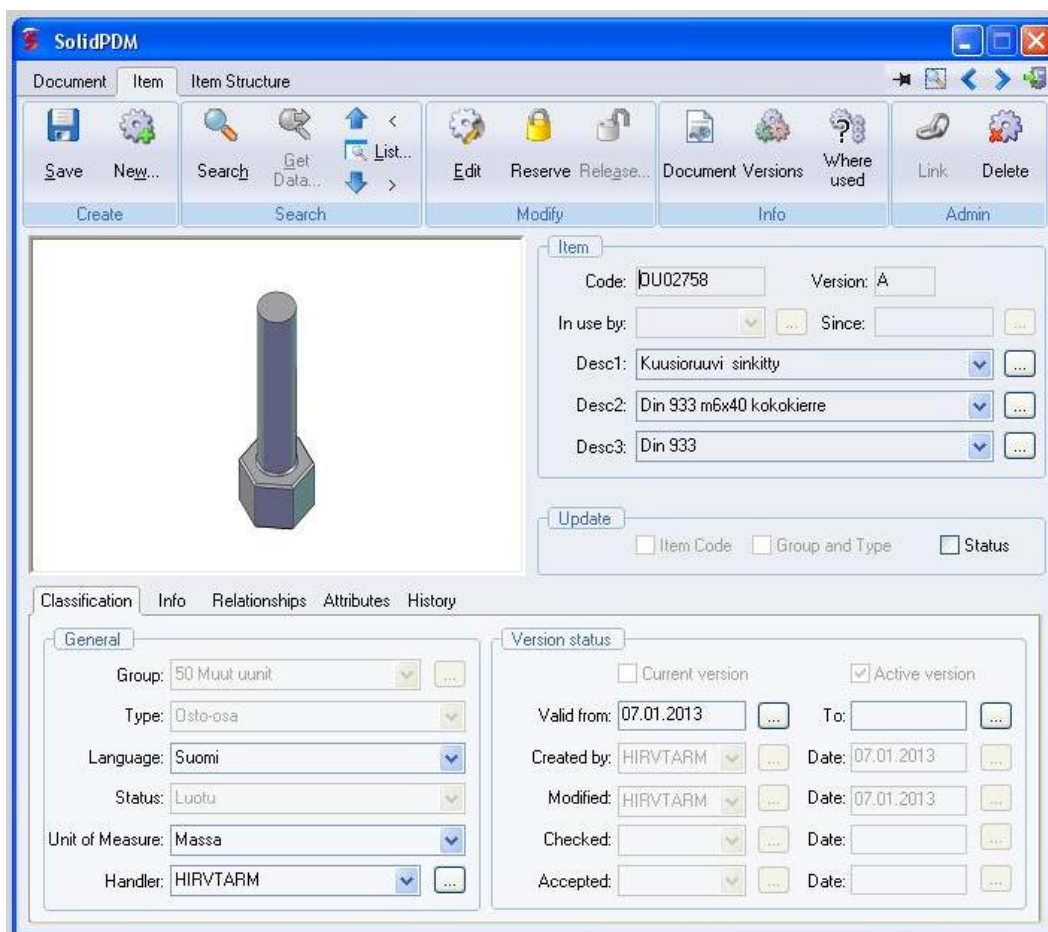 SolidPDM
Document Item Item Structure
Save New... Search Get Data... < List... > Edit Reserve Release... Document Versions Where used Link Delete
Create Search Modify Info Admin
Item
Code: OU02758 Version: A
In use by: ... Since: ...
Desc1: Kuusioruuvi sinkitty ...
Desc2: Din 933 m6x40 kokokierre ...
Desc3: Din 933 ...
Update
Item Code Group and Type Status
Classification Info Relationships Attributes History
General
Group: 50 Muut uunit ...
Type: Osto-osa
Language: Suomi
Status: Luotu
Unit of Measure: Massa
Handler: HIRVTARM ...
Version status
Current version Active version
Valid from: 07.01.2013 ... To: ...
Created by: HIRVTARM ... Date: 07.01.2013 ...
Modified: HIRVTARM ... Date: 07.01.2013 ...
Checked: ... Date: ...
Accepted: ... Date: ...